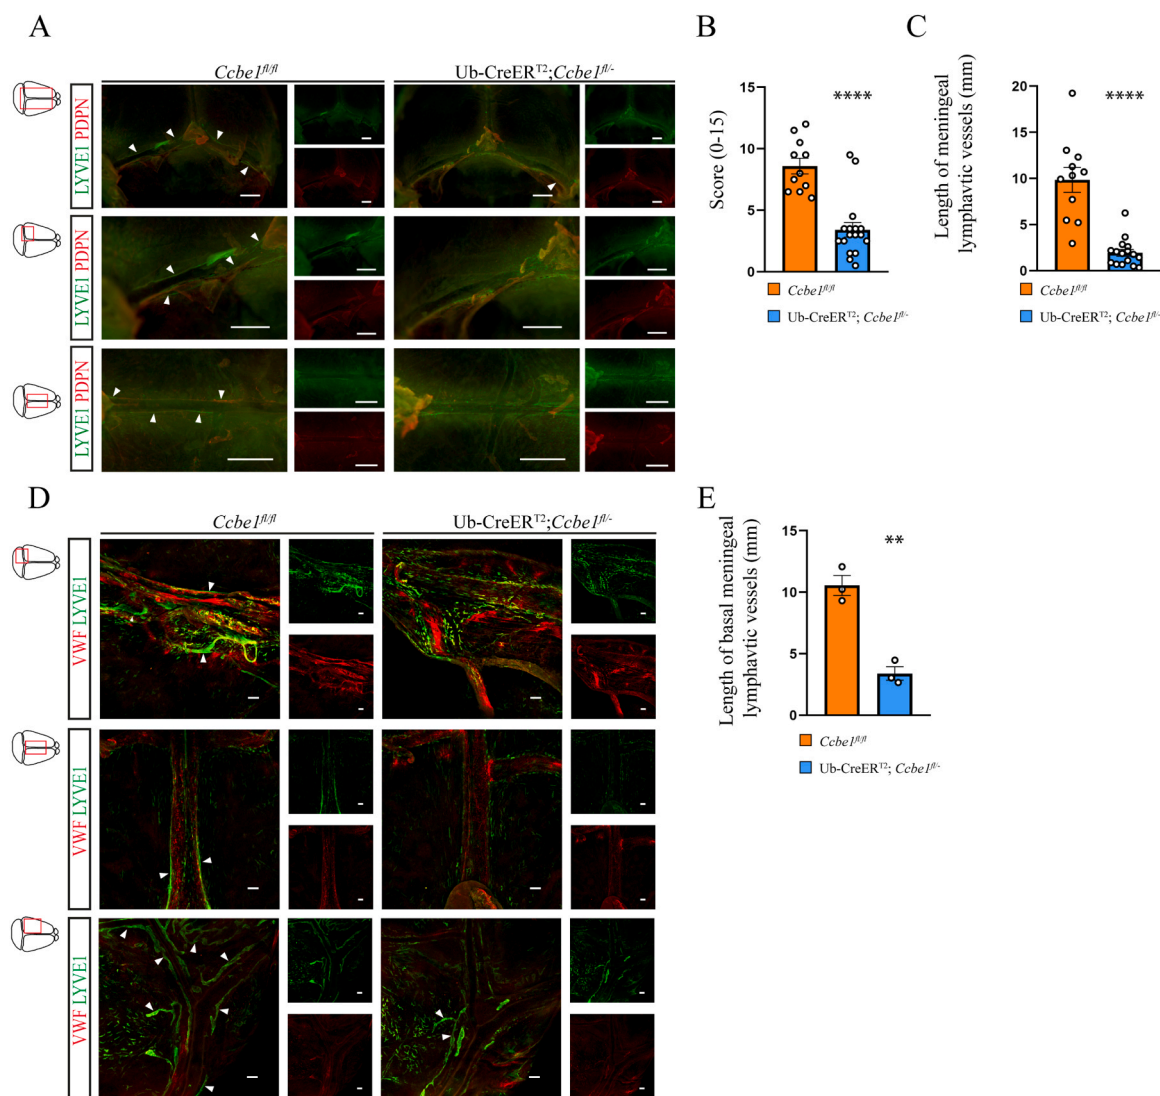 A
Ccbe1fl/fl
Ub-CreERT2;Ccbe1fl/-
LYVE1 PDPN
LYVE1 PDPN
LYVE1 PDPN
B
Score (0-15)
15
10
5
0
****
Ccbe1fl/fl
Ub-CreERT2; Ccbe1fl/-
C
Length of meningeal
lymphavtic vessels (mm)
20
15
10
5
0
****
Ccbe1fl/fl
Ub-CreERT2; Ccbe1fl/-
D
Ccbe1fl/fl
Ub-CreERT2;Ccbe1fl/-
VWF LYVE1
VWF LYVE1
VWF LYVE1
E
Length of basal meningeal
lymphavtic vessels (mm)
15
10
5
0
**
Ccbe1fl/fl
Ub-CreERT2; Ccbe1fl/-